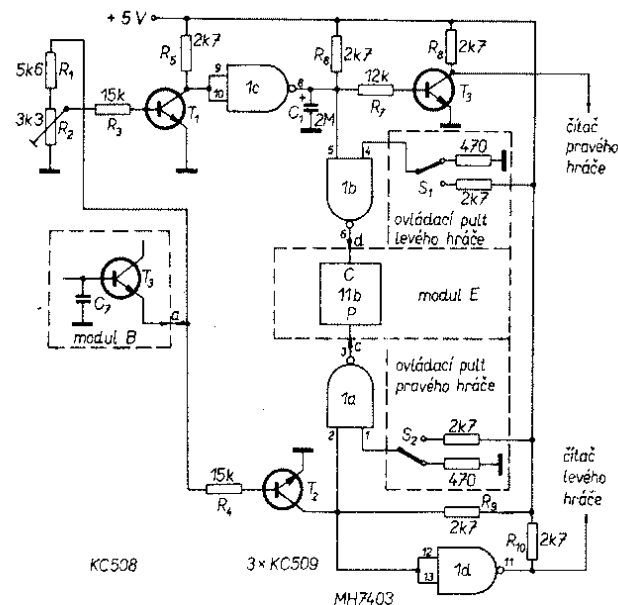 + 5 V
R5
2k7
R6
2k7
R8
2k7
5k6
R1
3k3
R2
15k
R3
T1
9
10
1c
8
+
C1
2M
12k
R7
T3
čítač
pravého
hráče
5
4
1b
6
d
470
S1
2k7
ovládací pult
levého hráče
T3
C7
a
modul B
C
11b
P
modul E
c
3
1a
2
1
ovládací pult
pravého hráče
S2
2k7
470
čítač
levého
hráče
15k
R4
T2
R9
2k7
R10
2k7
12
13
1d
11
KC508
3 × KC509
MH7403